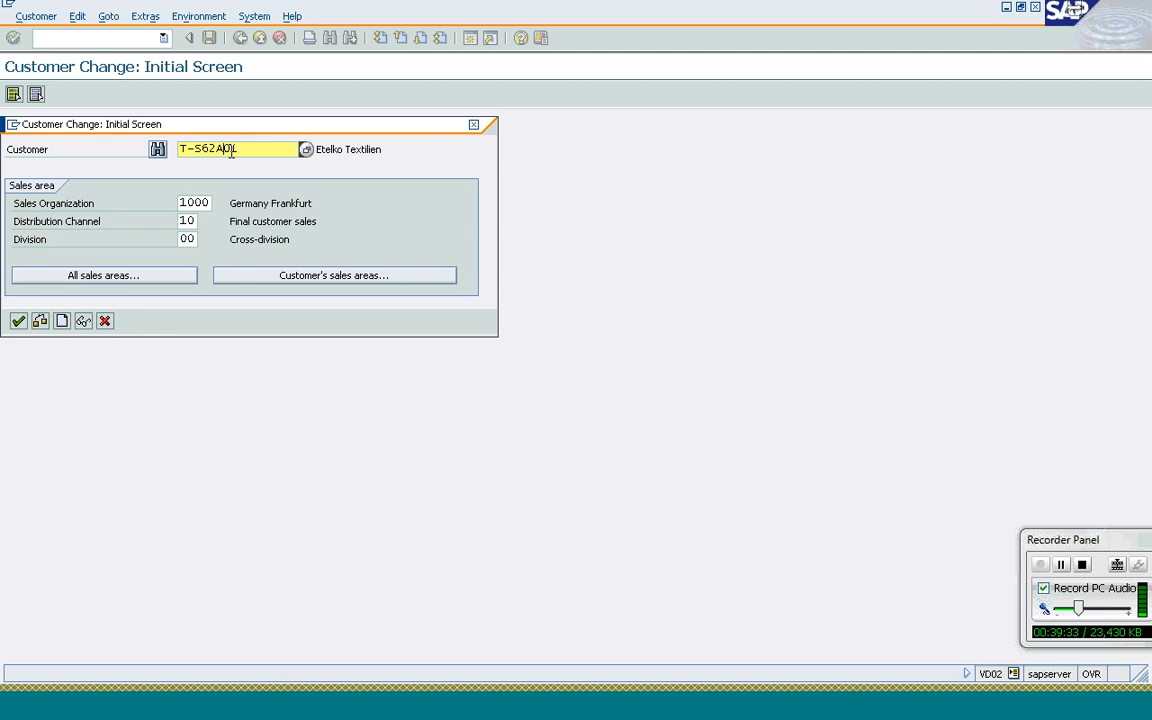 Customer Edit Goto Extras Environment System Help
SAP
Customer Change: Initial Screen
Customer Change: Initial Screen
Customer T-S62A01 Etelko Textilien
Sales area
Sales Organization 1000 Germany Frankfurt
Distribution Channel 10 Final customer sales
Division 00 Cross-division
All sales areas... Customer's sales areas...
Recorder Panel
Record PC Audio
- +
00:39:33 / 23,430 KB
VD02 sapserver OVR